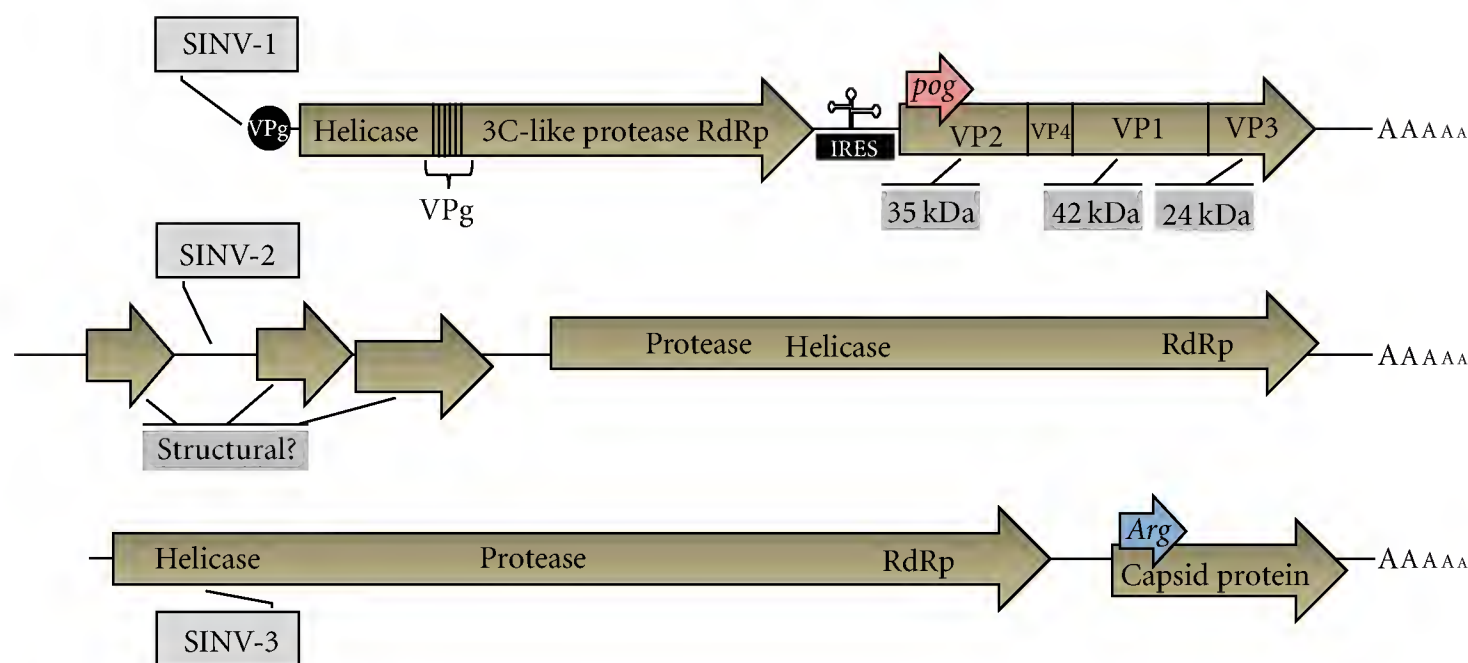 SINV-1
pog
VPg Helicase 3C-like protease RdRp VP2 VP4 VP1 VP3 AAAAA
IRES
VPg
35 kDa 42 kDa 24 kDa
SINV-2
Protease Helicase RdRp AAAAA
Structural?
Arg
Helicase Protease RdRp Capsid protein AAAAA
SINV-3